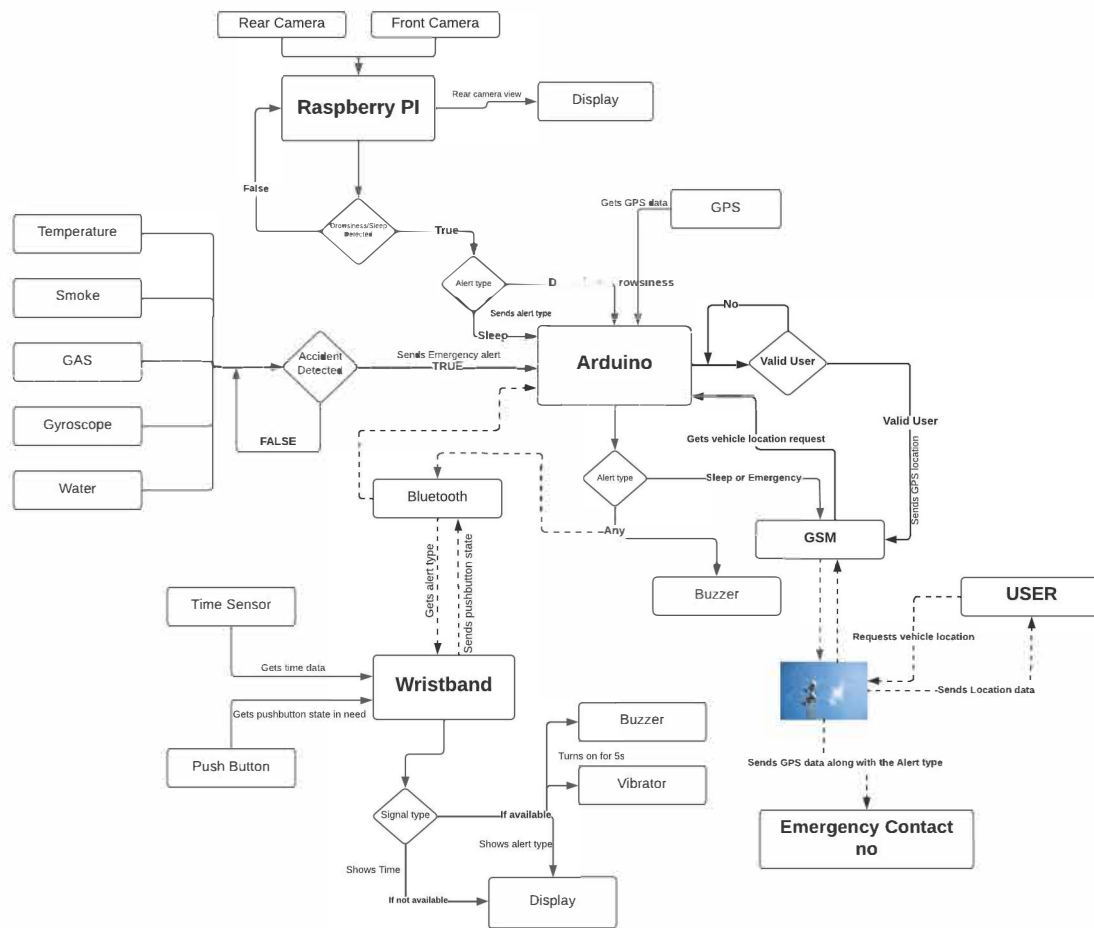 Rear Camera
Front Camera
Raspberry PI
Rear camera view
Display
False
Drowsiness/Sleep
Detected
True
Gets GPS data
GPS
Temperature
Smoke
GAS
Gyroscope
Water
Alert type
D rowsiness
Sends alert type
Sleep
No
Arduino
Valid User
Accident
Detected
Sends Emergency alert
TRUE
FALSE
Valid User
Sends GPS location
Gets vehicle location request
Bluetooth
Alert type
Sleep or Emergency
Any
GSM
Buzzer
Gets alert type
Sends pushbutton state
USER
Requests vehicle location
Sends Location data
Time Sensor
Gets time data
Wristband
Gets pushbutton state in need
Push Button
Buzzer
Turns on for 5s
Vibrator
Sends GPS data along with the Alert type
Signal type
If available
Shows alert type
Emergency Contact
no
Shows Time
If not available
Display